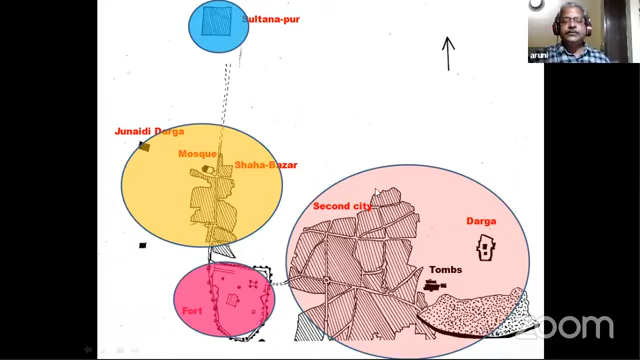 Sultana-pur
aruni
Junaidi Darga
Mosque
Shaha-Bazar
Second city
Darga
Tombs
Fort
zoom